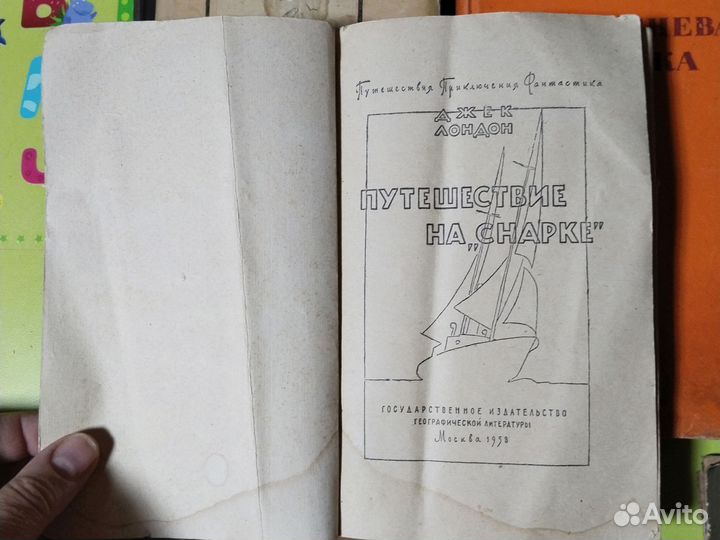 Путешествия Приключения Фантастика
ДЖЕК
ЛОНДОН
ПУТЕШЕСТВИЕ
НА „СНАРКЕ"
ГОСУДАРСТВЕННОЕ ИЗДАТЕЛЬСТВО
ГЕОГРАФИЧЕСКОЙ ЛИТЕРАТУРЫ
Москва 1958
Avito